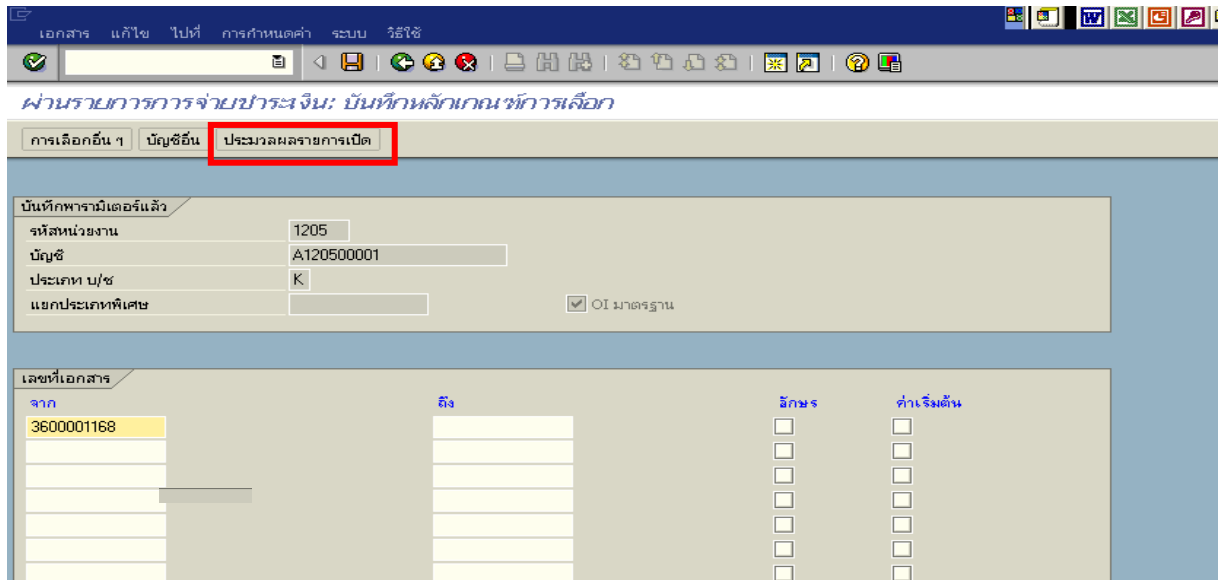 เอกสาร แก้ไข ไปที่ การกำหนดค่า ระบบ วิธีใช้
ผ่านรายการการจ่ายชำระเงิน: บันทึกหลักเกณฑ์การเลือก
การเลือกอื่น ๆ บัญชีอื่น ประมวลผลรายการเปิด
บันทึกพารามิเตอร์แล้ว
รหัสหน่วยงาน 1205
บัญชี A120500001
ประเภท บ/ช K
แยกประเภทพิเศษ OI มาตรฐาน
เลขที่เอกสาร
จาก ถึง ลักษร ค่าเริ่มต้น
3600001168